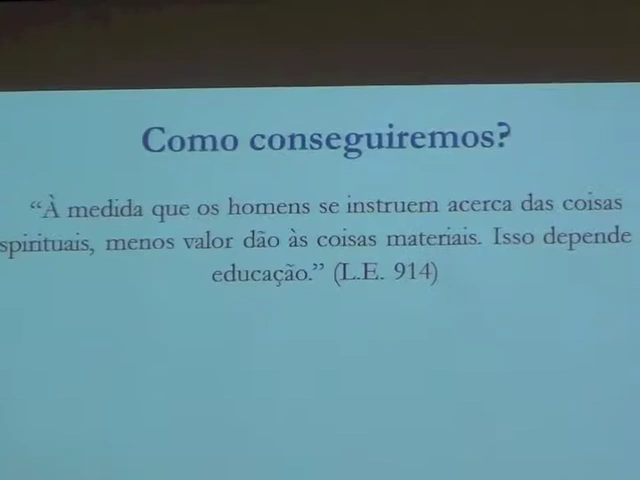 Como conseguiremos?
“À medida que os homens se instruem acerca das coisas
spirituais, menos valor dão às coisas materiais. Isso depende
educação.” (L.E. 914)